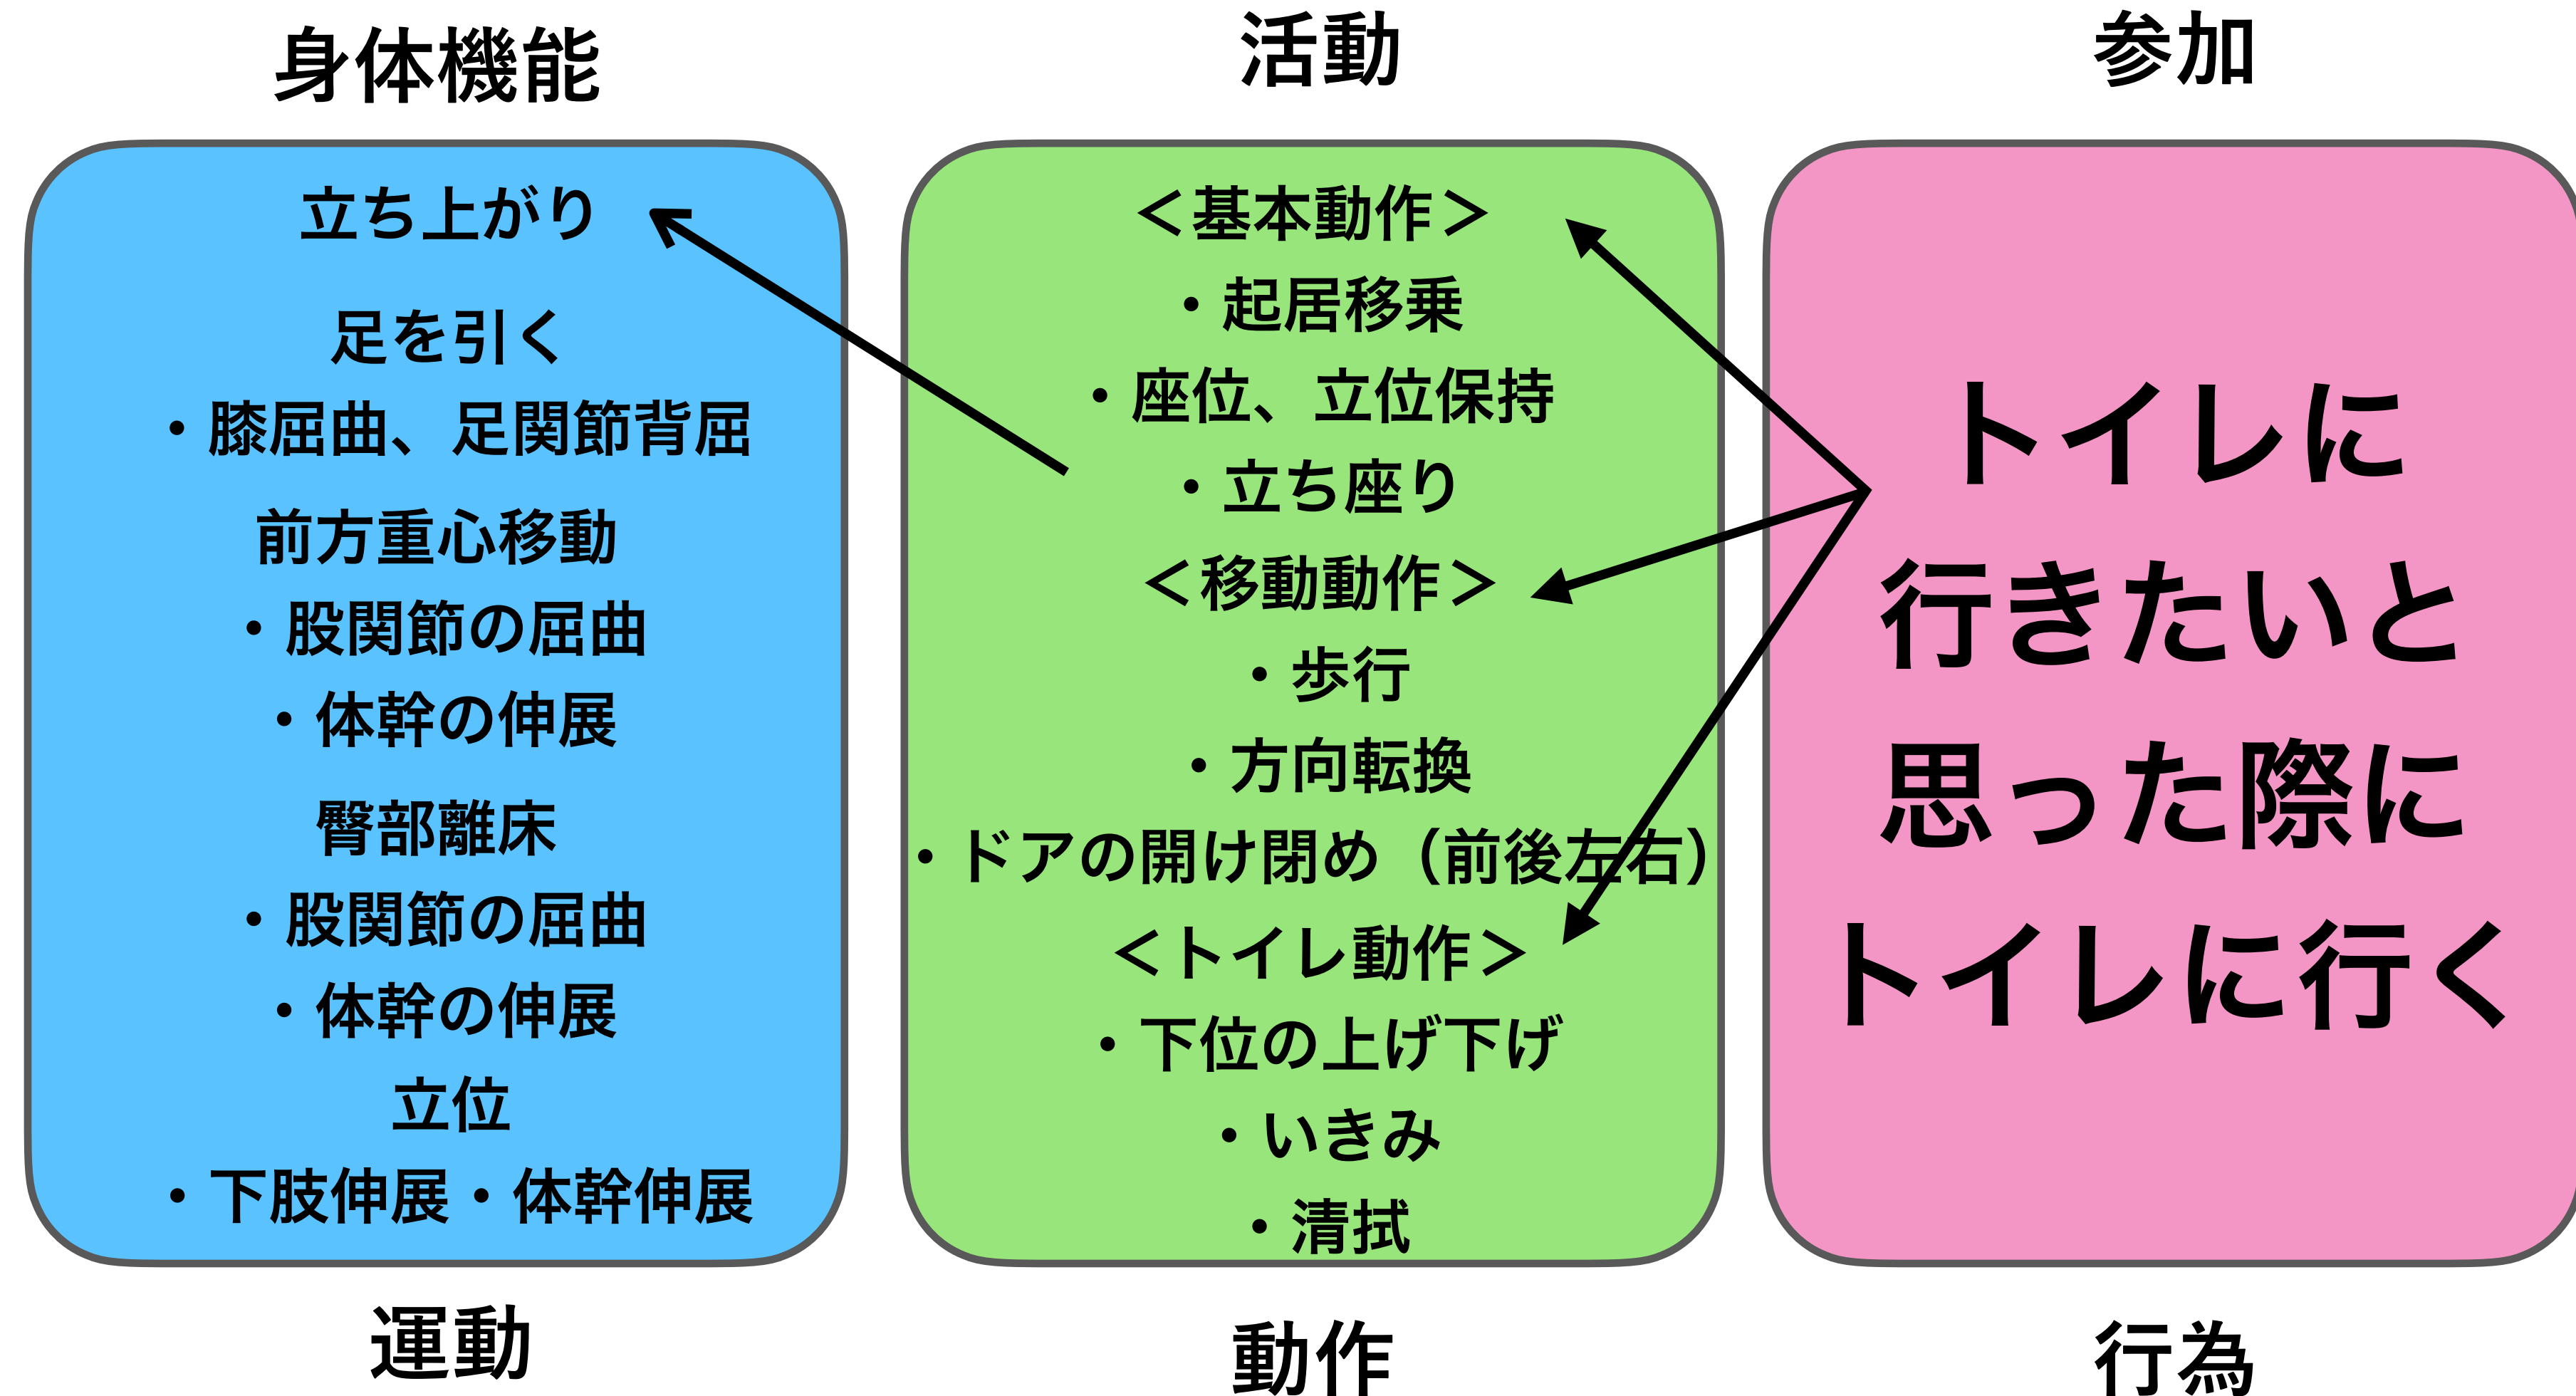 身体機能
立ち上がり
足を引く
・膝屈曲、足関節背屈
前方重心移動
・股関節の屈曲
・体幹の伸展
臀部離床
・股関節の屈曲
・体幹の伸展
立位
・下肢伸展・体幹伸展
運動
活動
＜基本動作＞
・起居移乗
・座位、立位保持
・立ち座り
＜移動動作＞
・歩行
・方向転換
・ドアの開け閉め（前後左右）
＜トイレ動作＞
・下位の上げ下げ
・いきみ
・清拭
動作
参加
トイレに
行きたいと
思った際に
トイレに行く
行為